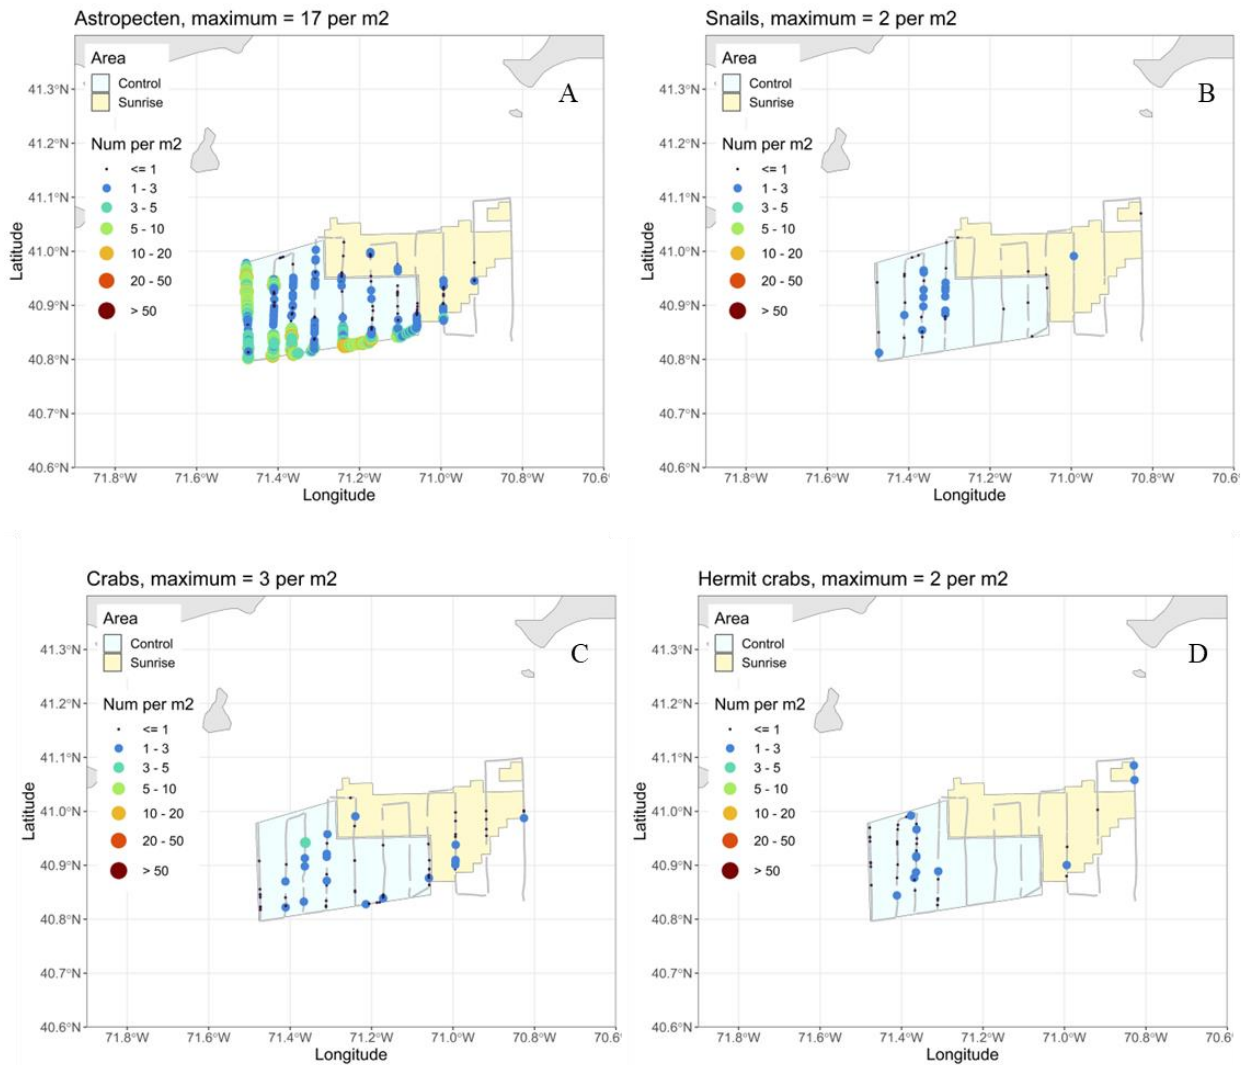 Astropecten, maximum = 17 per m2
A
Area
Control
Sunrise
Num per m2
<= 1
1 - 3
3 - 5
5 - 10
10 - 20
20 - 50
> 50
Latitude
41.3°N
41.2°N
41.1°N
41.0°N
40.9°N
40.8°N
40.7°N
40.6°N
71.8°W 71.6°W 71.4°W 71.2°W 71.0°W 70.8°W 70.6°
Longitude
Snails, maximum = 2 per m2
B
Area
Control
Sunrise
Num per m2
<= 1
1 - 3
3 - 5
5 - 10
10 - 20
20 - 50
> 50
Latitude
41.3°N
41.2°N
41.1°N
41.0°N
40.9°N
40.8°N
40.7°N
40.6°N
71.8°W 71.6°W 71.4°W 71.2°W 71.0°W 70.8°W 70.6°
Longitude
Crabs, maximum = 3 per m2
C
Area
Control
Sunrise
Num per m2
<= 1
1 - 3
3 - 5
5 - 10
10 - 20
20 - 50
> 50
Latitude
41.3°N
41.2°N
41.1°N
41.0°N
40.9°N
40.8°N
40.7°N
40.6°N
71.8°W 71.6°W 71.4°W 71.2°W 71.0°W 70.8°W 70.6°
Longitude
Hermit crabs, maximum = 2 per m2
D
Area
Control
Sunrise
Num per m2
<= 1
1 - 3
3 - 5
5 - 10
10 - 20
20 - 50
> 50
Latitude
41.3°N
41.2°N
41.1°N
41.0°N
40.9°N
40.8°N
40.7°N
40.6°N
71.8°W 71.6°W 71.4°W 71.2°W 71.0°W 70.8°W 70.6°
Longitude